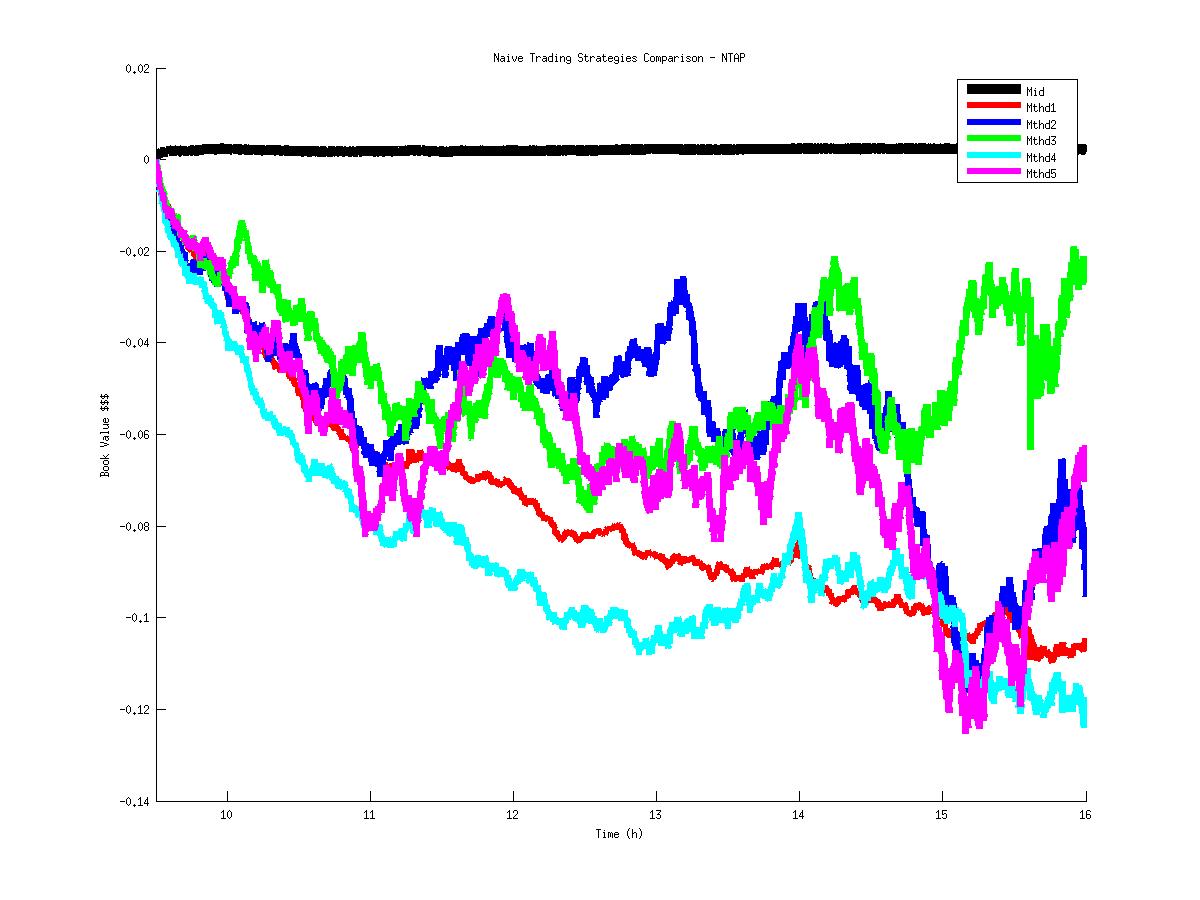 Naive Trading Strategies Comparison - NTAP
0.02
0
-0.02
-0.04
-0.06
-0.08
-0.1
-0.12
-0.14
Book Value $$$
Mid
Mthd1
Mthd2
Mthd3
Mthd4
Mthd5
10 11 12 13 14 15 16
Time (h)